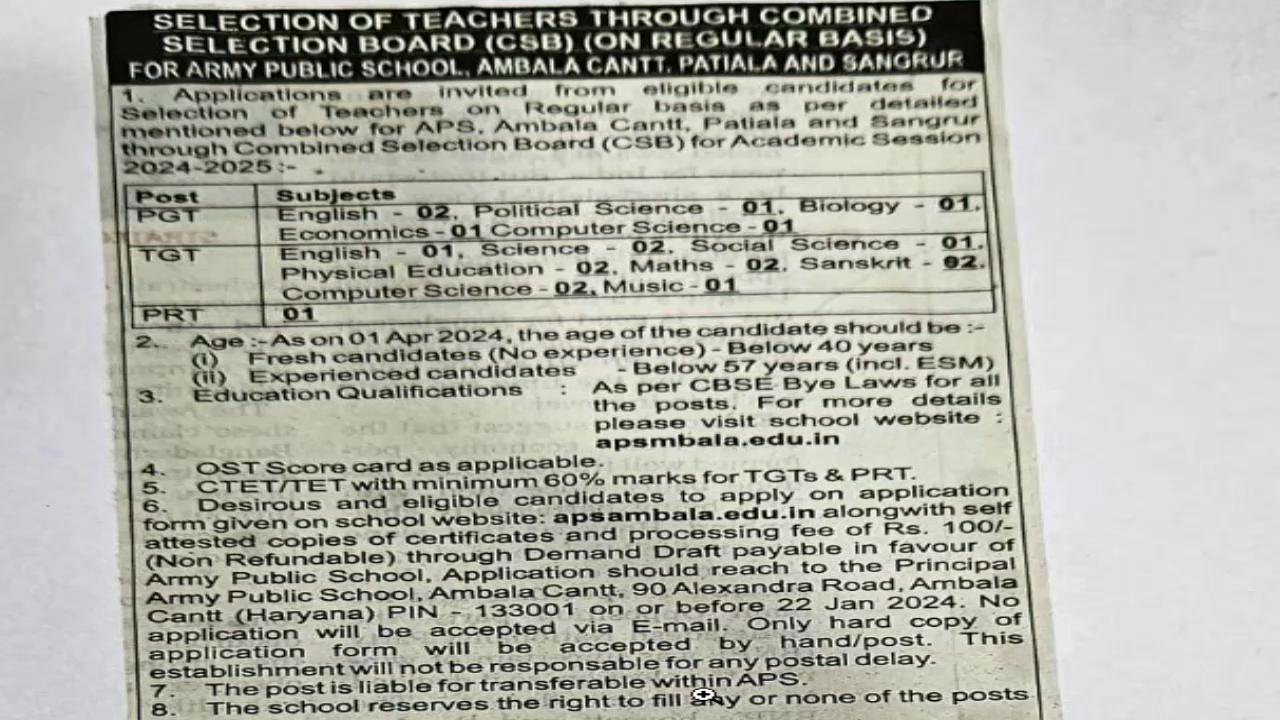 SELECTION OF TEACHERS THROUGH COMBINED
SELECTION BOARD (CSB) (ON REGULAR BASIS)
FOR ARMY PUBLIC SCHOOL, AMBALA CANTT, PATIALA AND SANGRUR
1. Applications are invited from eligible candidates for
Selection of Teachers on Regular basis as per detailed
mentioned below for APS, Ambala Cantt, Patiala and Sangrur
through Combined Selection Board (CSB) for Academic Session
2024-2025 :-
Post Subjects
PGT English - 02, Political Science - 01, Biology - 01,
Economics - 01 Computer Science - 01
TGT English - 01, Science - 02, Social Science - 01,
Physical Education - 02, Maths - 02, Sanskrit - 02,
Computer Science - 02, Music - 01
PRT 01
2. Age :- As on 01 Apr 2024, the age of the candidate should be :-
(i) Fresh candidates (No experience) - Below 40 years
(ii) Experienced candidates - Below 57 years (incl. ESM)
3. Education Qualifications : As per CBSE Bye Laws for all
the posts. For more details
please visit school website :
apsmbala.edu.in
4. OST Score card as applicable.
5. CTET/TET with minimum 60% marks for TGTs & PRT.
6. Desirous and eligible candidates to apply on application
form given on school website: apsambala.edu.in alongwith self
attested copies of certificates and processing fee of Rs. 100/-
(Non Refundable) through Demand Draft payable in favour of
Army Public School, Application should reach to the Principal
Army Public School, Ambala Cantt, 90 Alexandra Road, Ambala
Cantt (Haryana) PIN - 133001 on or before 22 Jan 2024. No
application will be accepted via E-mail. Only hard copy of
application form will be accepted by hand/post. This
establishment will not be responsable for any postal delay.
7. The post is liable for transferable within APS.
8. The school reserves the right to fill any or none of the posts